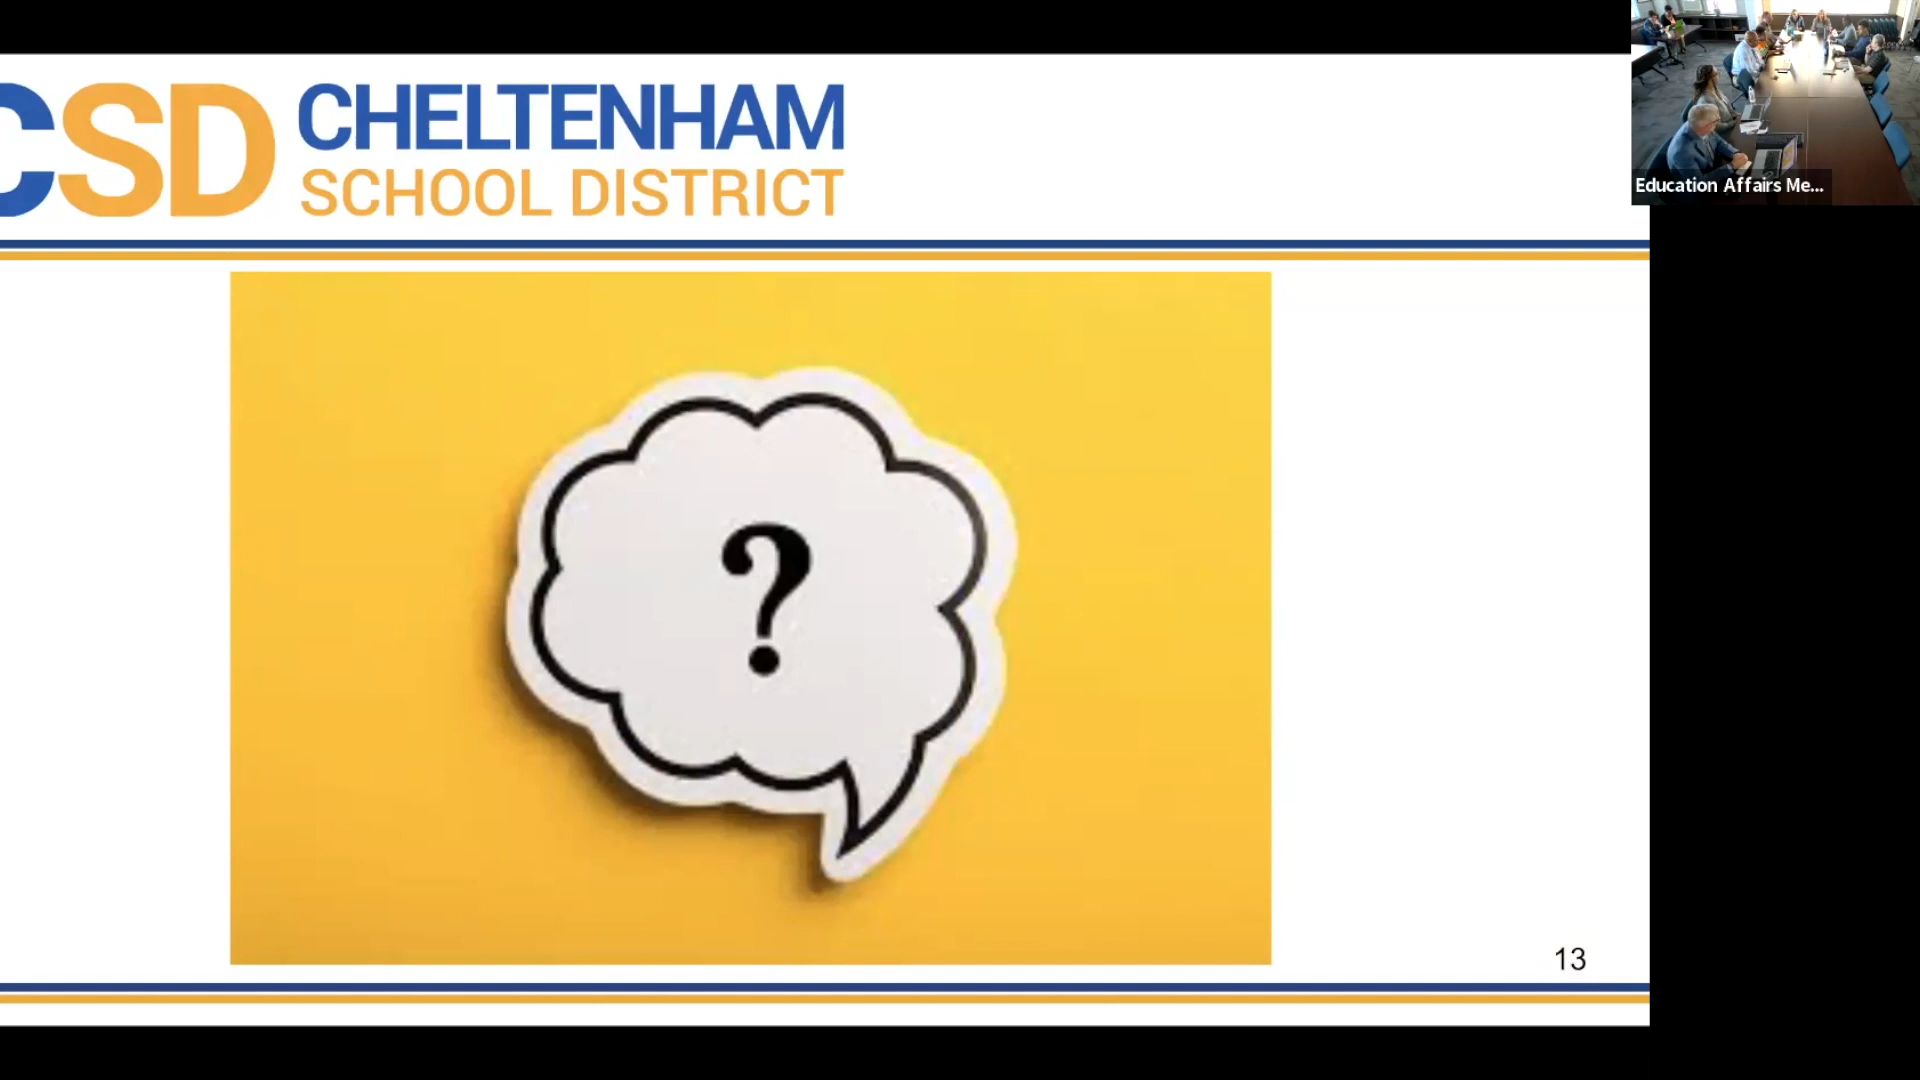 CSD
CHELTENHAM
SCHOOL DISTRICT
Education Affairs Me...
?
13